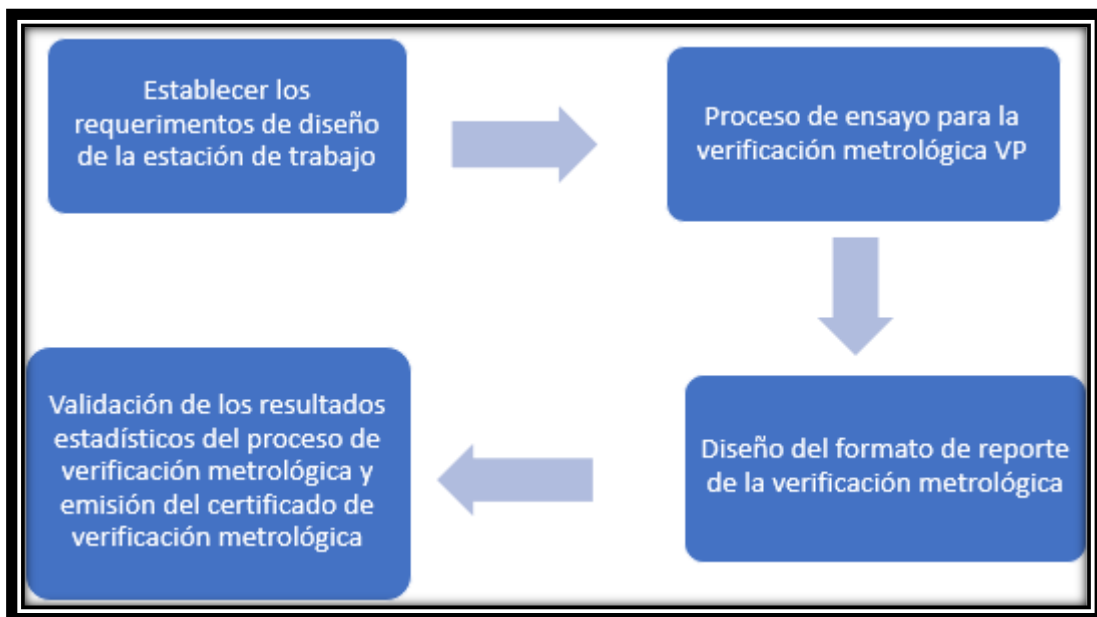 Establecer los
requerimentos de diseño
de la estación de trabajo
Proceso de ensayo para la
verificación metrológica VP
Diseño del formato de reporte
de la verificación metrológica
Validación de los resultados
estadísticos del proceso de
verificación metrológica y
emisión del certificado de
verificación metrológica